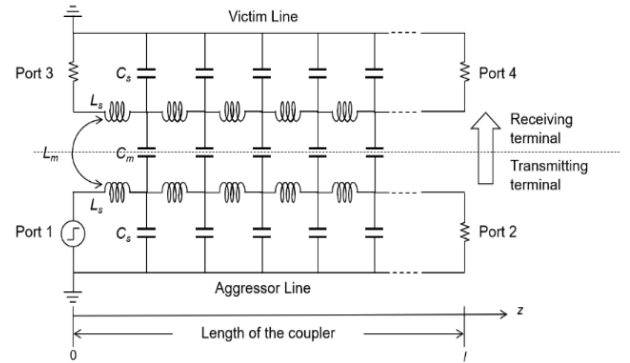 Victim Line
Port 3
Cs
Port 4
Ls
Receiving
terminal
Lm
Cm
Transmitting
terminal
Ls
Port 1
Cs
Port 2
Aggressor Line
z
Length of the coupler
0
l